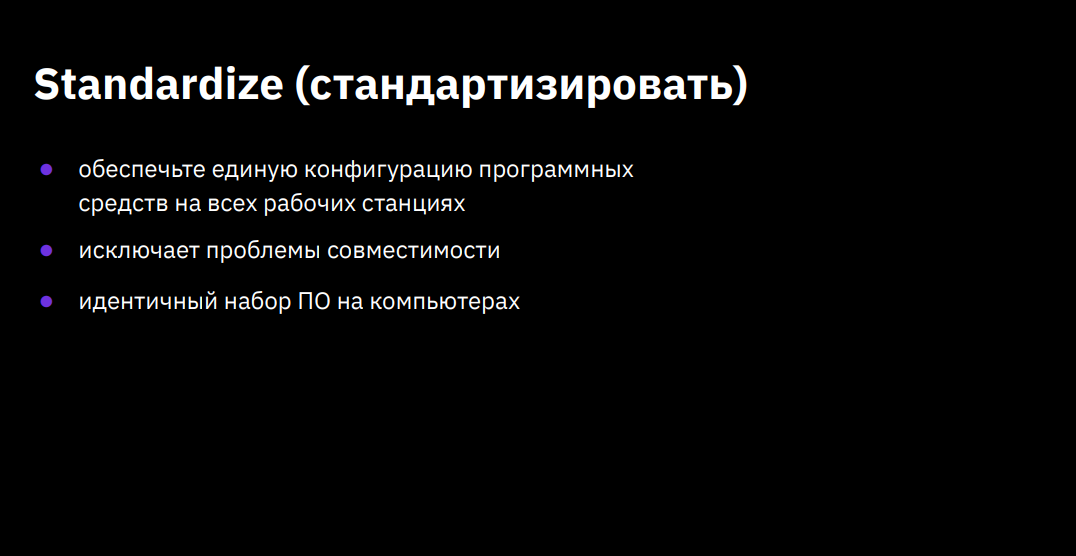 Standardize (стандартизировать)
обеспечьте единую конфигурацию программных
средств на всех рабочих станциях
исключает проблемы совместимости
идентичный набор ПО на компьютерах